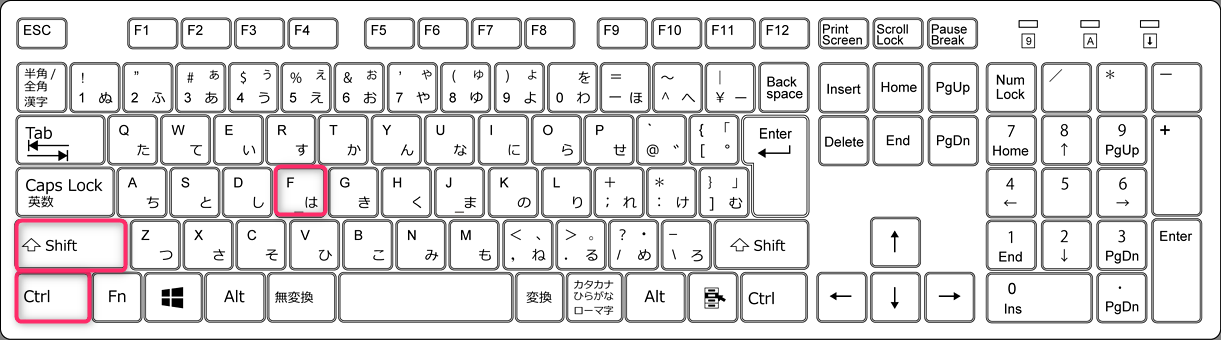 ESC F1 F2 F3 F4 F5 F6 F7 F8 F9 F10 F11 F12 Print Screen Scroll Lock Pause Break 9 A ⬇
半角/全角 漢字 ! 1 ぬ " 2 ふ # ぁ 3 あ $ ぅ 4 う % ぇ 5 え & ぉ 6 お ' ゃ 7 や ( ゅ 8 ゆ ) ょ 9 よ を 0 わ = ー ほ ～ ^ へ | ¥ ー Back space Insert Home PgUp Num Lock ／ * －
Tab Q た W て E い R す T か Y ん U な I に O ら P せ ` @ ゛ { 「 [ ° Enter Delete End PgDn 7 Home 8 ↑ 9 PgUp +
Caps Lock 英数 A ち S と D し F _は G き H く J _ま K の L り + ; れ * : け } 」 ] む 4 ← 5 6 →
⇧ Shift Z つ X さ C そ V ひ B こ N み M も < 、 , ね > 。 . る ? ・ / め _ \ ろ ⇧ Shift ↑ 1 End 2 ↓ 3 PgDn Enter
Ctrl Fn Alt 無変換 変換 カタカナ ひらがな ローマ字 Alt Ctrl ← ↓ → 0 Ins . PgDn